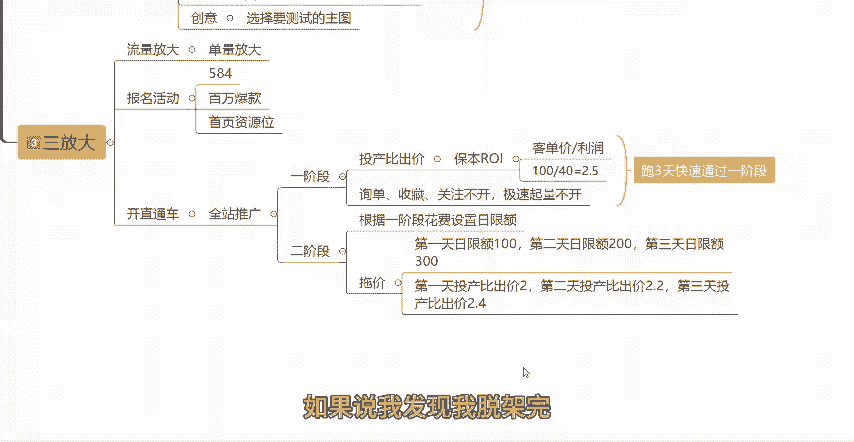 创意
选择要测试的主图
流量放大
单量放大
584
报名活动
百万爆款
首页资源位
三放大
客单价/利润
投产比出价
保本ROI
100/40=2.5
一阶段
跑3天快速通过一阶段
询单、收藏、关注不开，极速起量不开
开直通车
全站推广
根据一阶段花费设置日限额
二阶段
第一天日限额100，第二天日限额200，第三天日限额
300
拖价
第一天投产比出价2，第二天投产比出价2.2，第三天投
产比出价2.4
如果说我发现我脱架完